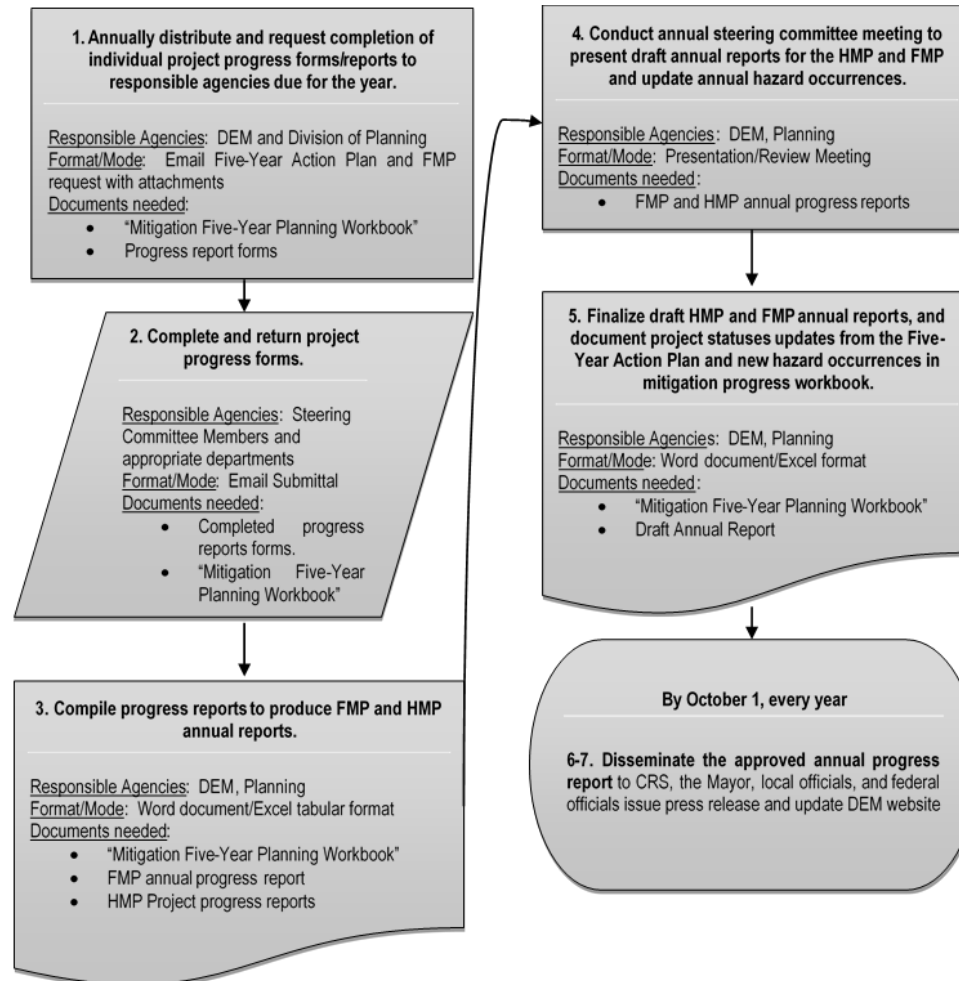 1. Annually distribute and request completion of
individual project progress forms/reports to
responsible agencies due for the year.
Responsible Agencies: DEM and Division of Planning
Format/Mode: Email Five-Year Action Plan and FMP
request with attachments
Documents needed:
• “Mitigation Five-Year Planning Workbook”
• Progress report forms
2. Complete and return project
progress forms.
Responsible Agencies: Steering
Committee Members and
appropriate departments
Format/Mode: Email Submittal
Documents needed:
• Completed progress
reports forms.
• “Mitigation Five-Year
Planning Workbook”
3. Compile progress reports to produce FMP and HMP
annual reports.
Responsible Agencies: DEM, Planning
Format/Mode: Word document/Excel tabular format
Documents needed:
• “Mitigation Five-Year Planning Workbook”
• FMP annual progress report
• HMP Project progress reports
4. Conduct annual steering committee meeting to
present draft annual reports for the HMP and FMP
and update annual hazard occurrences.
Responsible Agencies: DEM, Planning
Format/Mode: Presentation/Review Meeting
Documents needed:
• FMP and HMP annual progress reports
5. Finalize draft HMP and FMP annual reports, and
document project statuses updates from the Five-
Year Action Plan and new hazard occurrences in
mitigation progress workbook.
Responsible Agencies: DEM, Planning
Format/Mode: Word document/Excel format
Documents needed:
• “Mitigation Five-Year Planning Workbook”
• Draft Annual Report
By October 1, every year
6-7. Disseminate the approved annual progress
report to CRS, the Mayor, local officials, and federal
officials issue press release and update DEM website